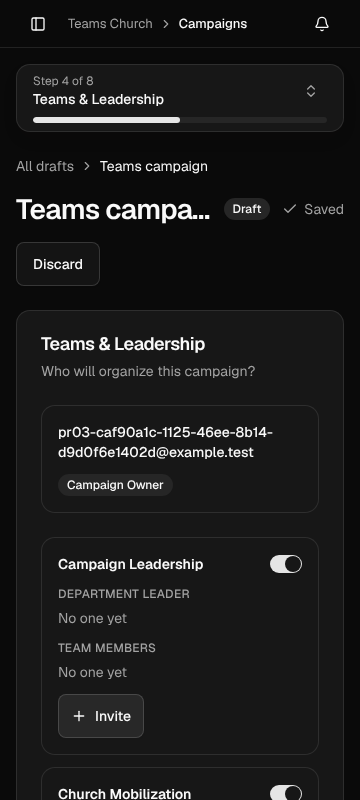 Teams Church > Campaigns
Step 4 of 8
Teams & Leadership
All drafts > Teams campaign
Teams campa...
Draft
Saved
Discard
Teams & Leadership
Who will organize this campaign?
pr03-caf90a1c-1125-46ee-8b14-
d9d0f6e1402d@example.test
Campaign Owner
Campaign Leadership
DEPARTMENT LEADER
No one yet
TEAM MEMBERS
No one yet
+ Invite
Church Mobilization